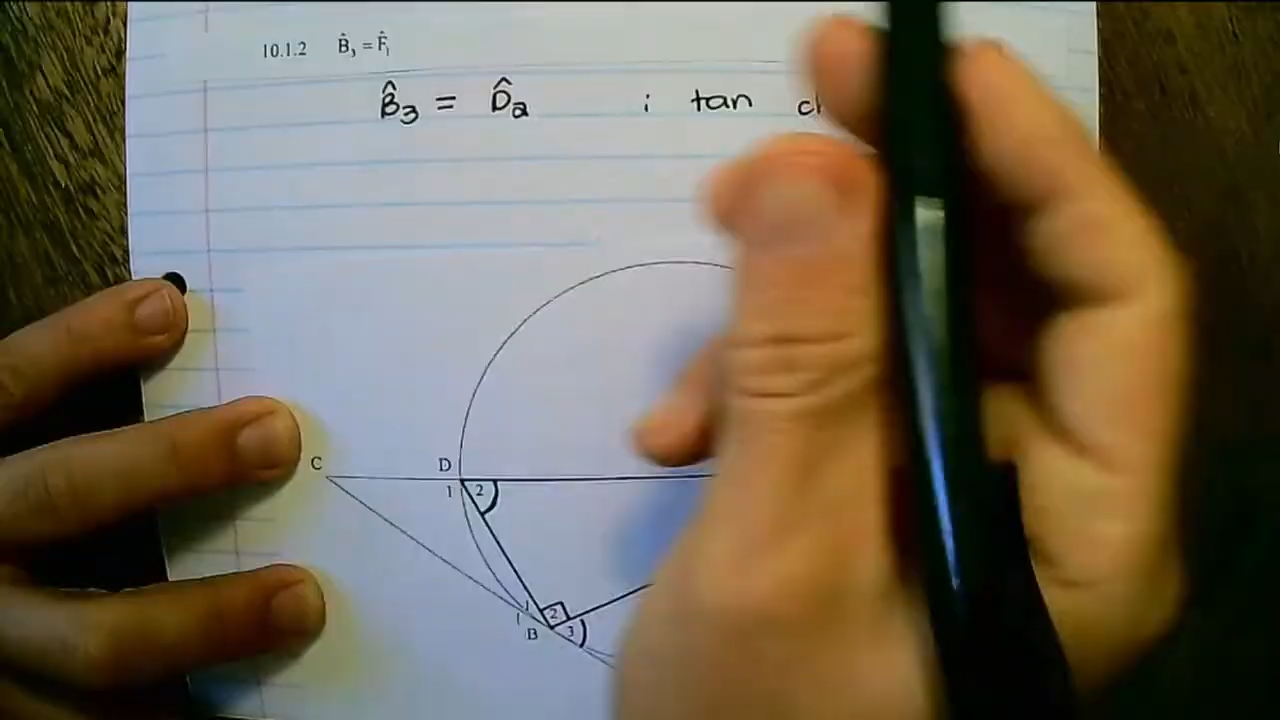 10.1.2 B̂₃ = F̂₁
B̂₃ = D̂₂ ; tan
C
D
1 2
1 2
B 3